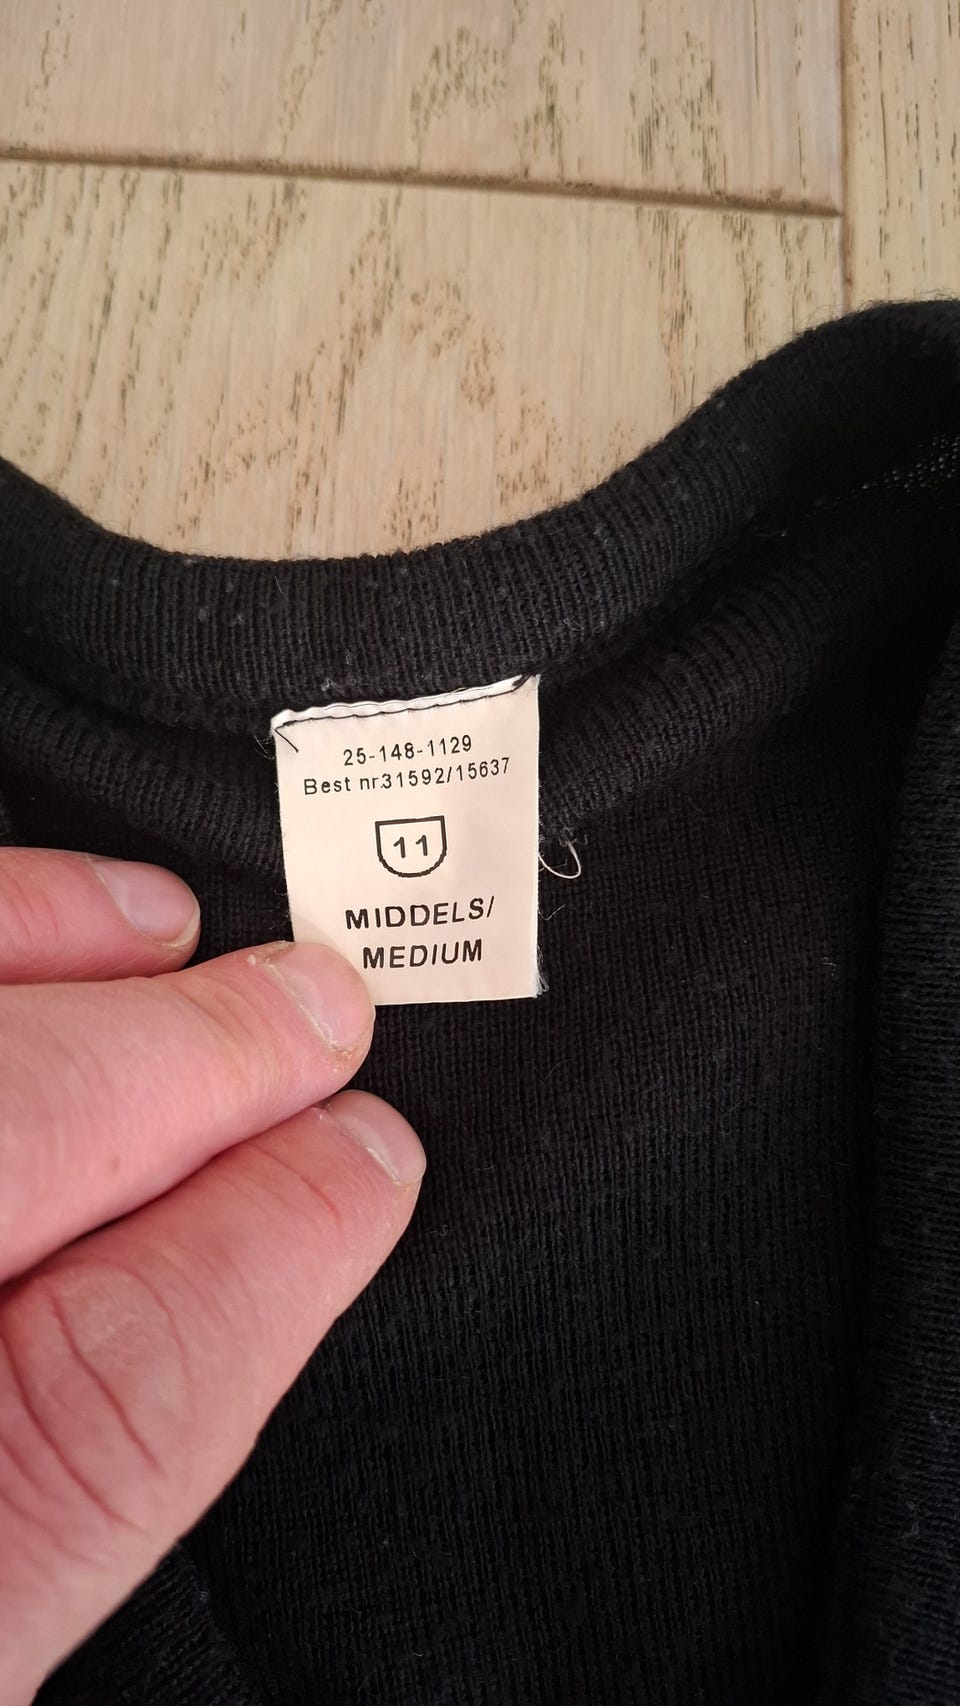 25-148-1129
Best nr.31592/15637
11
MIDDELS/
MEDIUM